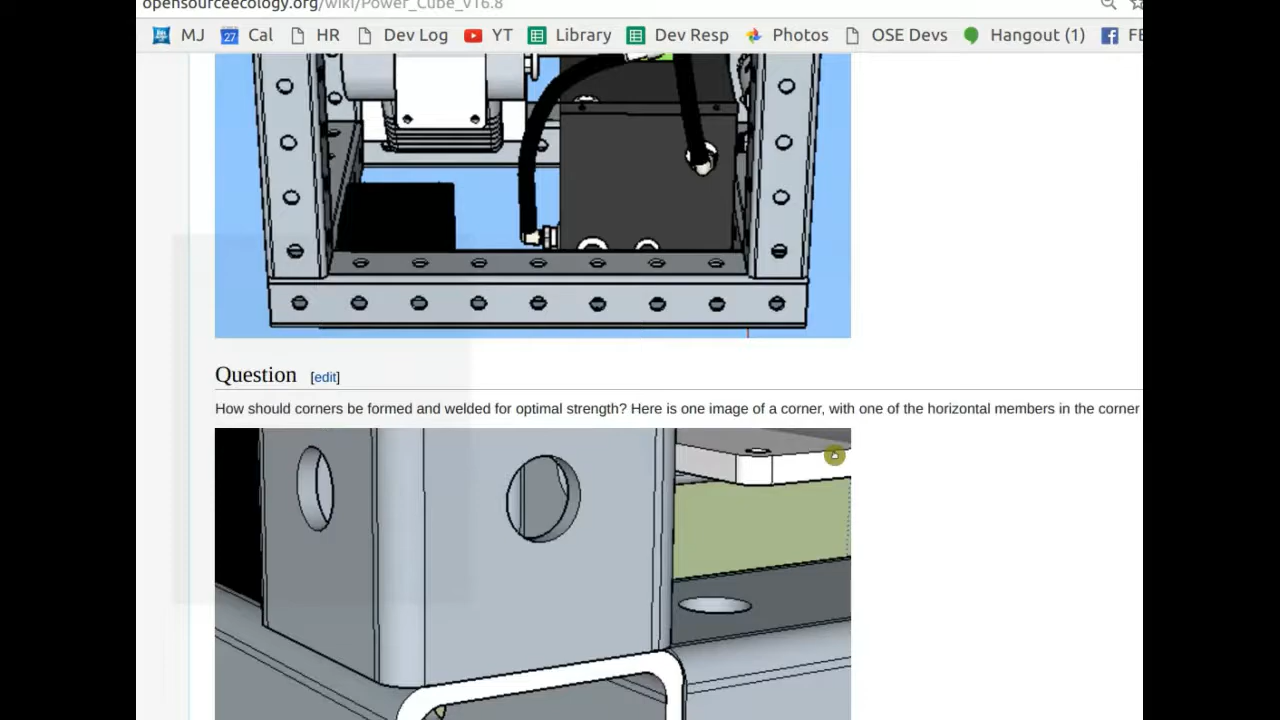 opensourceecology.org/wiki/Power_Cube_v16.8
MJ Cal HR Dev Log YT Library Dev Resp Photos OSE Devs Hangout (1)
27
Question [edit]
How should corners be formed and welded for optimal strength? Here is one image of a corner, with one of the horizontal members in the corner